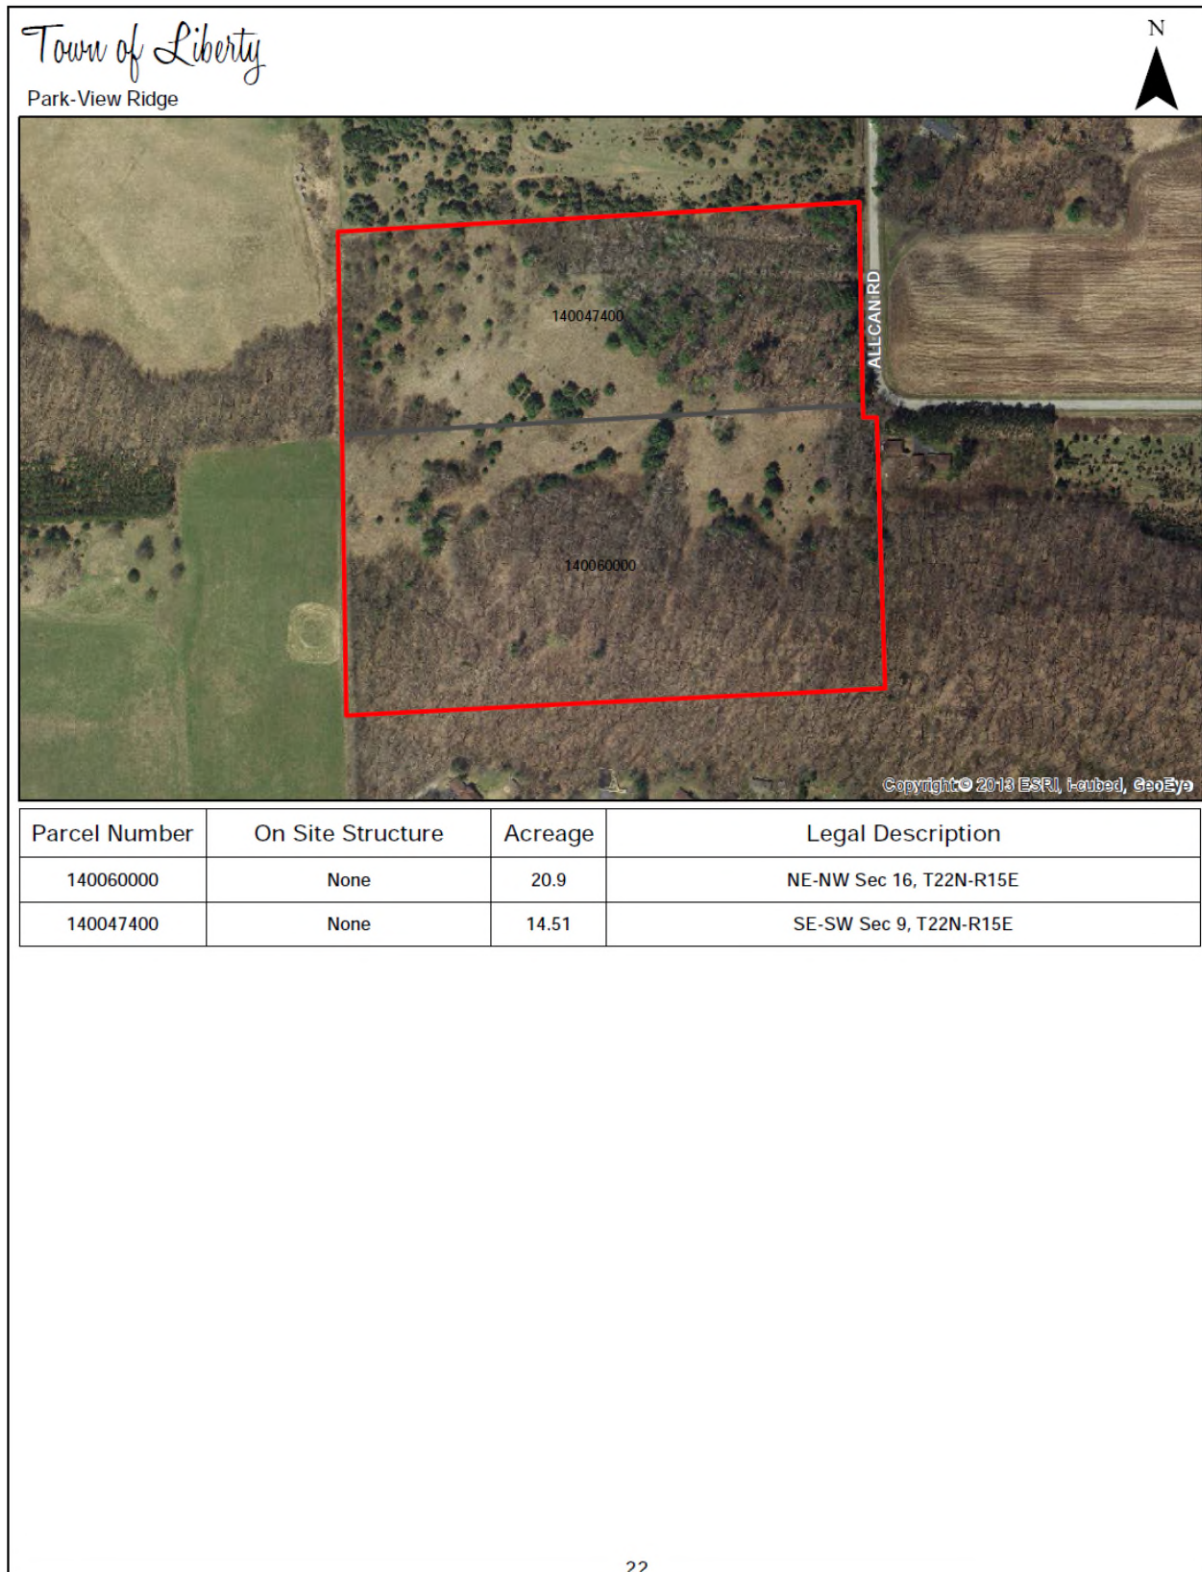 Town of Liberty
N
Park-View Ridge
140047400
ALLCAN RD
140060000
Copyright:© 2013 ESRI, i-cubed, GeoEye
Parcel Number On Site Structure Acreage Legal Description
140060000 None 20.9 NE-NW Sec 16, T22N-R15E
140047400 None 14.51 SE-SW Sec 9, T22N-R15E
22